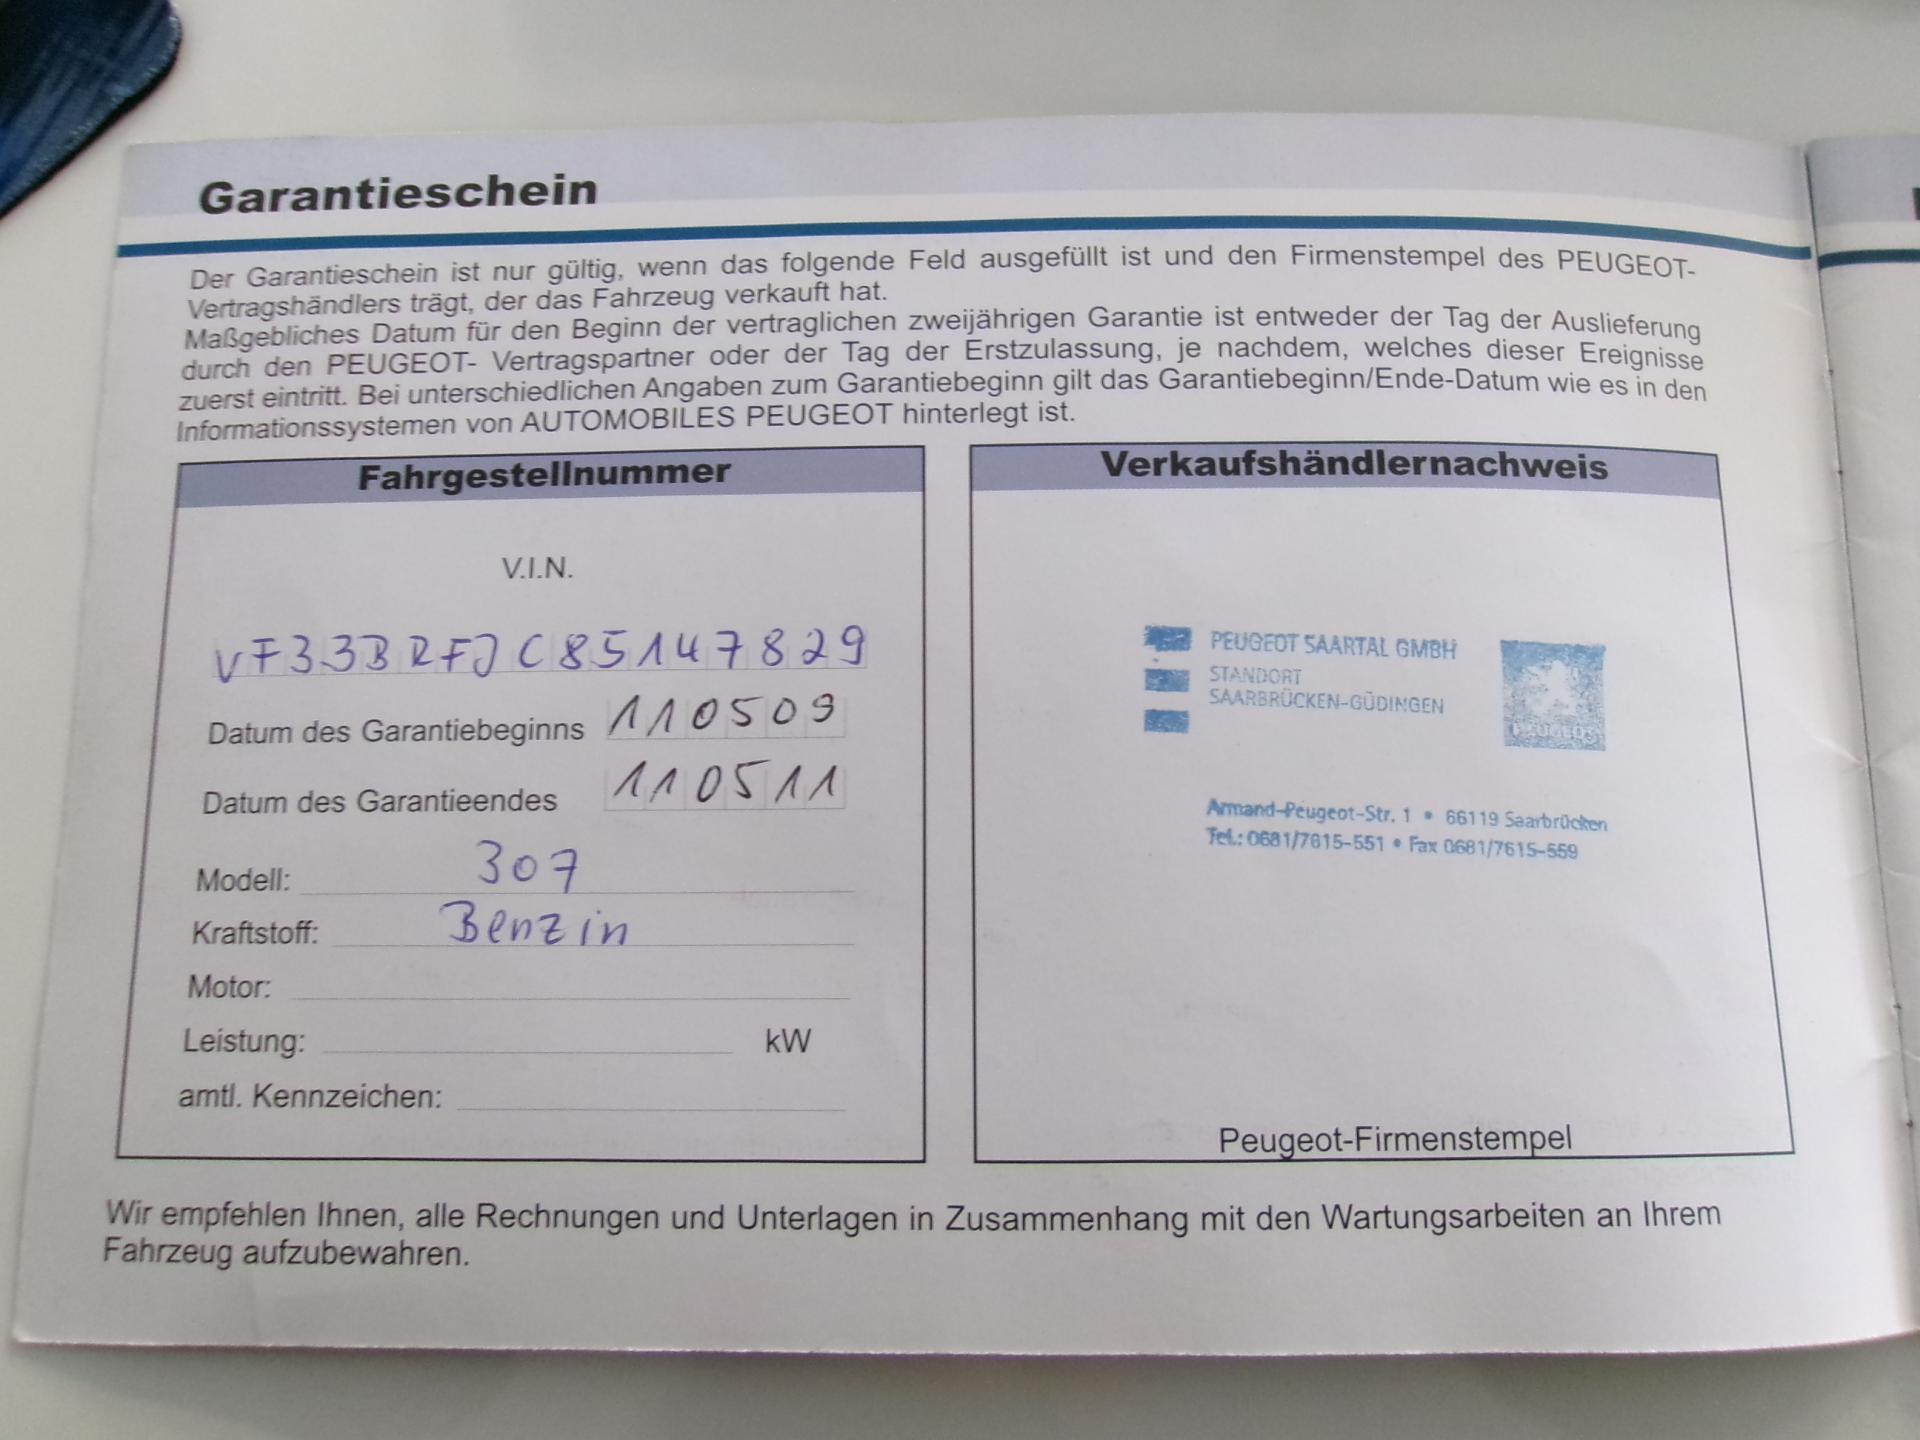 Garantieschein
Der Garantieschein ist nur gültig, wenn das folgende Feld ausgefüllt ist und den Firmenstempel des PEUGEOT-
Vertragshändlers trägt, der das Fahrzeug verkauft hat.
Maßgebliches Datum für den Beginn der vertraglichen zweijährigen Garantie ist entweder der Tag der Auslieferung
durch den PEUGEOT- Vertragspartner oder der Tag der Erstzulassung, je nachdem, welches dieser Ereignisse
zuerst eintritt. Bei unterschiedlichen Angaben zum Garantiebeginn gilt das Garantiebeginn/Ende-Datum wie es in den
Informationssystemen von AUTOMOBILES PEUGEOT hinterlegt ist.
Fahrgestellnummer
V.I.N.
VF33BRFJC85147829
Datum des Garantiebeginns 110509
Datum des Garantieendes 110511
Modell: 307
Kraftstoff: Benzin
Motor:
Leistung: kW
amtl. Kennzeichen:
Verkaufshändlernachweis
PEUGEOT SAARTAL GMBH
STANDORT
SAARBRÜCKEN-GÜDINGEN
PEUGEOT
Armand-Peugeot-Str. 1 • 66119 Saarbrücken
Tel.: 0681/7615-551 • Fax 0681/7615-559
Peugeot-Firmenstempel
Wir empfehlen Ihnen, alle Rechnungen und Unterlagen in Zusammenhang mit den Wartungsarbeiten an Ihrem
Fahrzeug aufzubewahren.